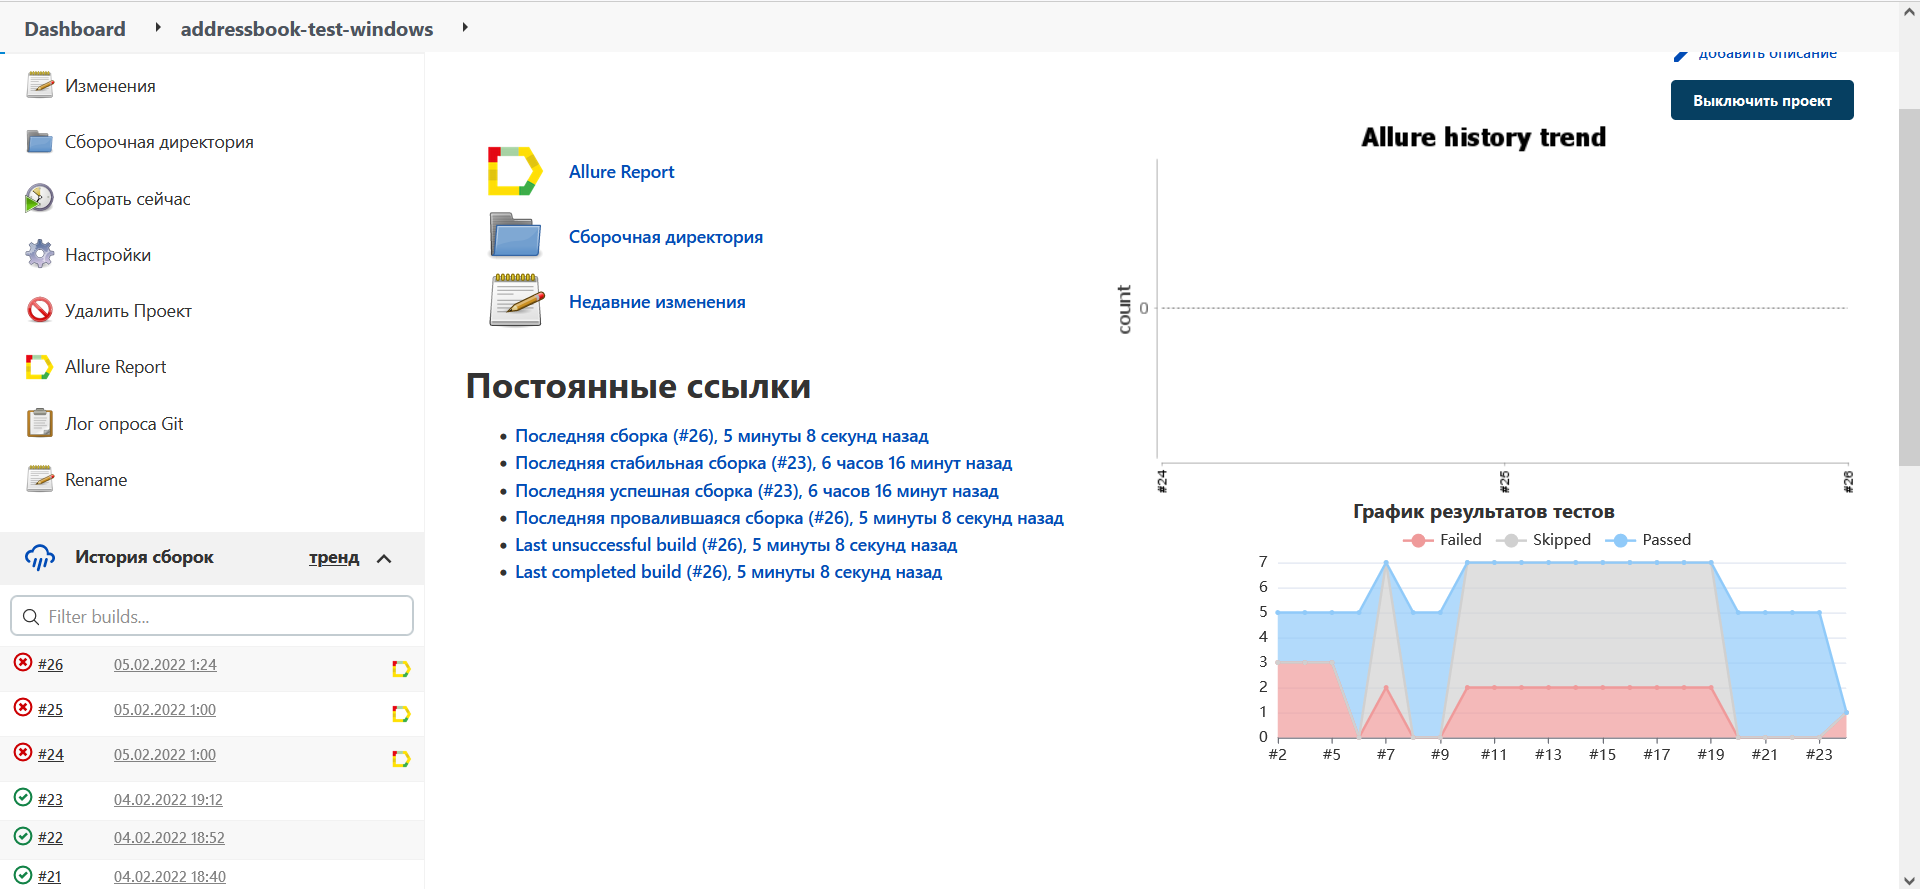 Dashboard
addressbook-test-windows
Изменения
Сборочная директория
Собрать сейчас
Настройки
Удалить Проект
Allure Report
Лог опроса Git
Rename
История сборок
тренд
Filter builds...
#26 05.02.2022 1:24
#25 05.02.2022 1:00
#24 05.02.2022 1:00
#23 04.02.2022 19:12
#22 04.02.2022 18:52
#21 04.02.2022 18:40
добавить описание
Выключить проект
Allure Report
Сборочная директория
Недавние изменения
Постоянные ссылки
Последняя сборка (#26), 5 минуты 8 секунд назад
Последняя стабильная сборка (#23), 6 часов 16 минут назад
Последняя успешная сборка (#23), 6 часов 16 минут назад
Последняя провалившаяся сборка (#26), 5 минуты 8 секунд назад
Last unsuccessful build (#26), 5 минуты 8 секунд назад
Last completed build (#26), 5 минуты 8 секунд назад
Allure history trend
count
0
#24 #25 #26
График результатов тестов
Failed Skipped Passed
7
6
5
4
3
2
1
0
#2 #5 #7 #9 #11 #13 #15 #17 #19 #21 #23